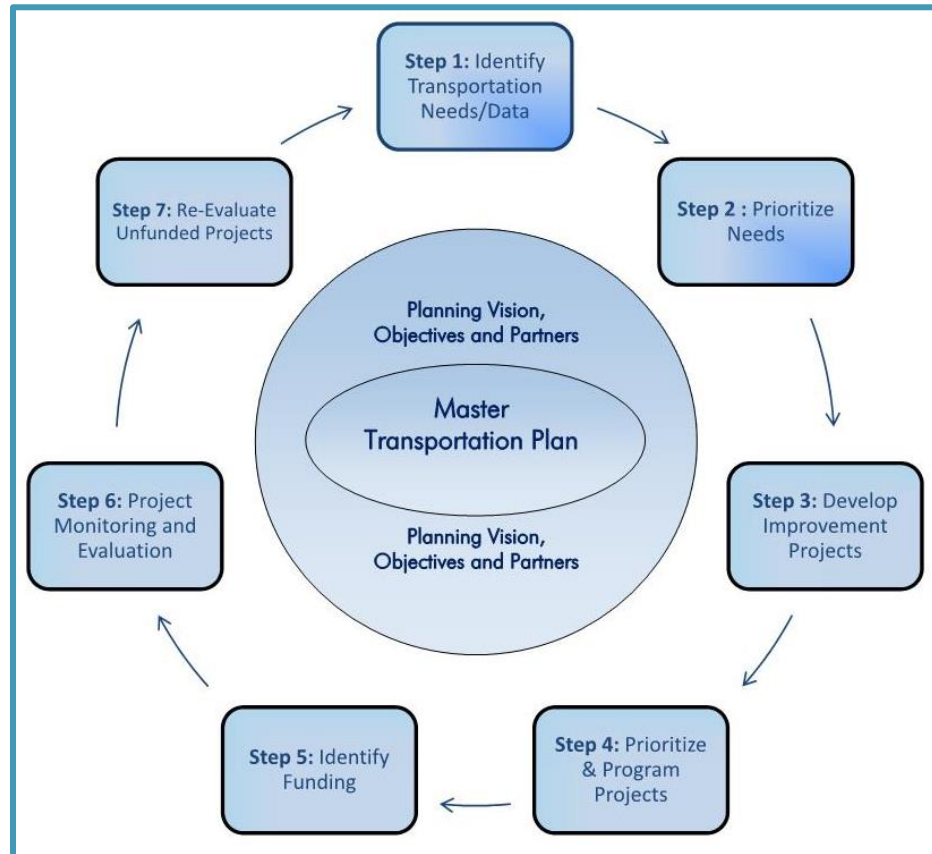 Step 1: Identify
Transportation
Needs/Data
Step 2 : Prioritize
Needs
Step 3: Develop
Improvement
Projects
Step 4: Prioritize
& Program
Projects
Step 5: Identify
Funding
Step 6: Project
Monitoring and
Evaluation
Step 7: Re-Evaluate
Unfunded Projects
Planning Vision,
Objectives and Partners
Master
Transportation Plan
Planning Vision,
Objectives and Partners